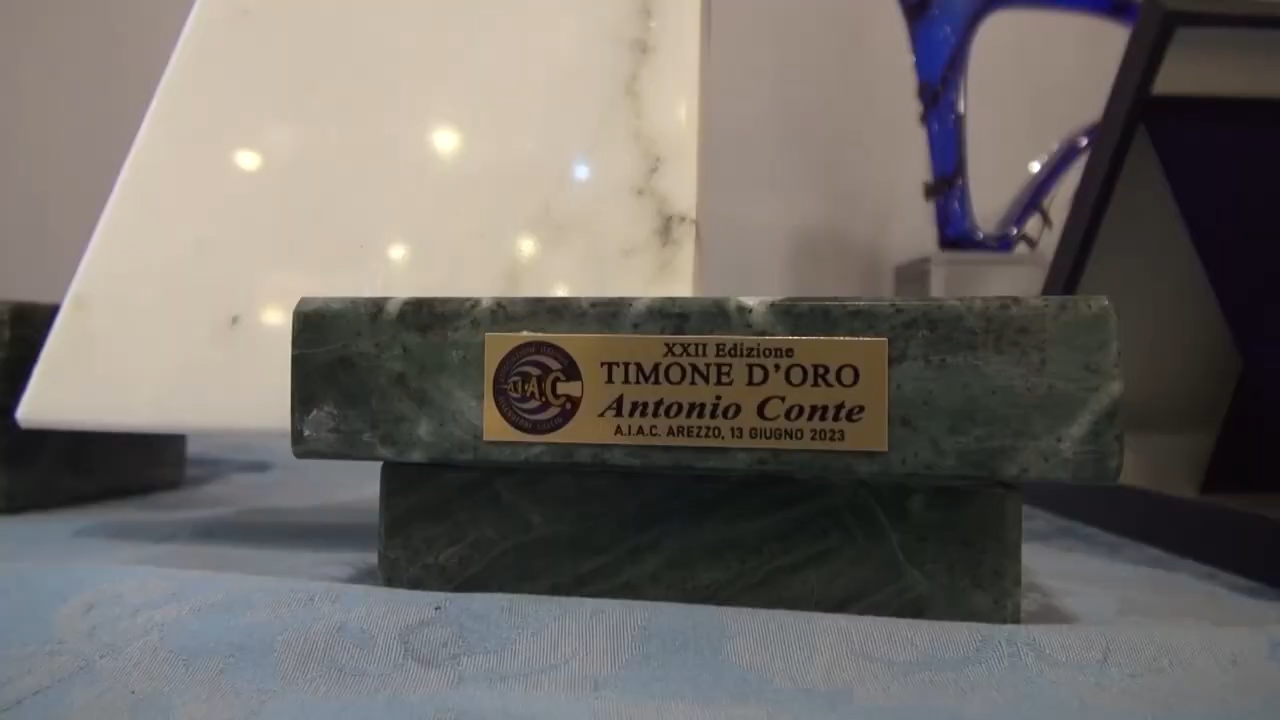 XXII Edizione
TIMONE D'ORO
A.I.A.C.
Antonio Conte
A.I.A.C. AREZZO, 13 GIUGNO 2023